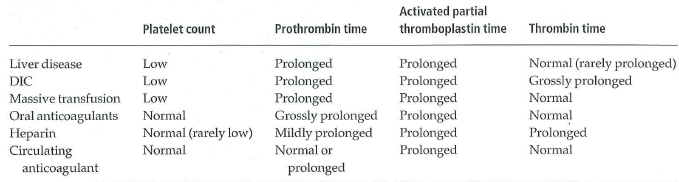 Platelet count Prothrombin time Activated partial thromboplastin time Thrombin time
Liver disease Low Prolonged Prolonged Normal (rarely prolonged)
DIC Low Prolonged Prolonged Grossly prolonged
Massive transfusion Low Prolonged Prolonged Normal
Oral anticoagulants Normal Grossly prolonged Prolonged Normal
Heparin Normal (rarely low) Mildly prolonged Prolonged Prolonged
Circulating Normal Normal or Prolonged Normal
anticoagulant prolonged